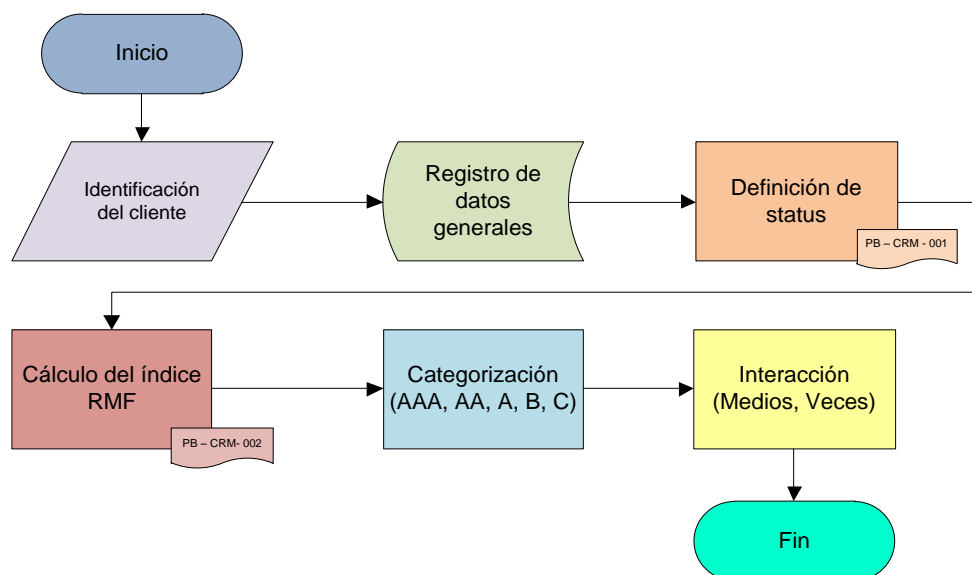 Inicio
Identificación
del cliente
Registro de
datos
generales
Definición de
status
PB – CRM - 001
Cálculo del índice
RMF
PB – CRM- 002
Categorización
(AAA, AA, A, B, C)
Interacción
(Medios, Veces)
Fin